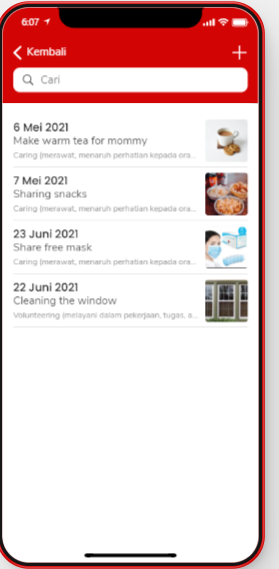 6:07
Kembali
Cari
6 Mei 2021
Make warm tea for mommy
Caring (merawat, menaruh perhatian kepada ora...
7 Mei 2021
Sharing snacks
Caring (merawat, menaruh perhatian kepada ora...
23 Juni 2021
Share free mask
Caring (merawat, menaruh perhatian kepada ora...
22 Juni 2021
Cleaning the window
Volunteering (melayani dalam pekerjaan, tugas, a...